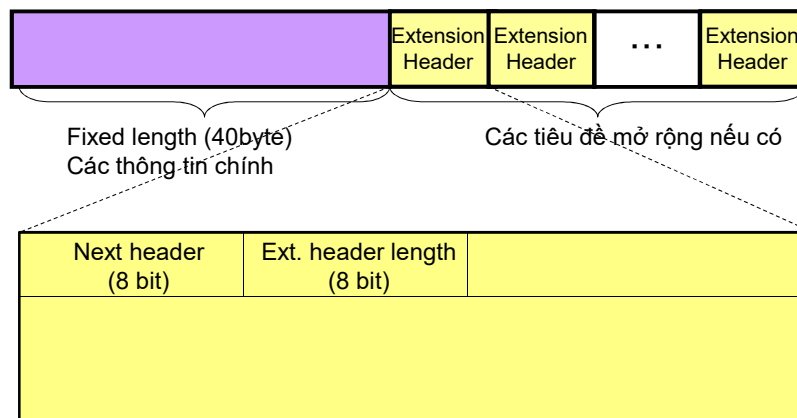 Extension Extension ... Extension
Header Header Header
Fixed length (40byte) Các tiêu đề mở rộng nếu có
Các thông tin chính
Next header Ext. header length
(8 bit) (8 bit)